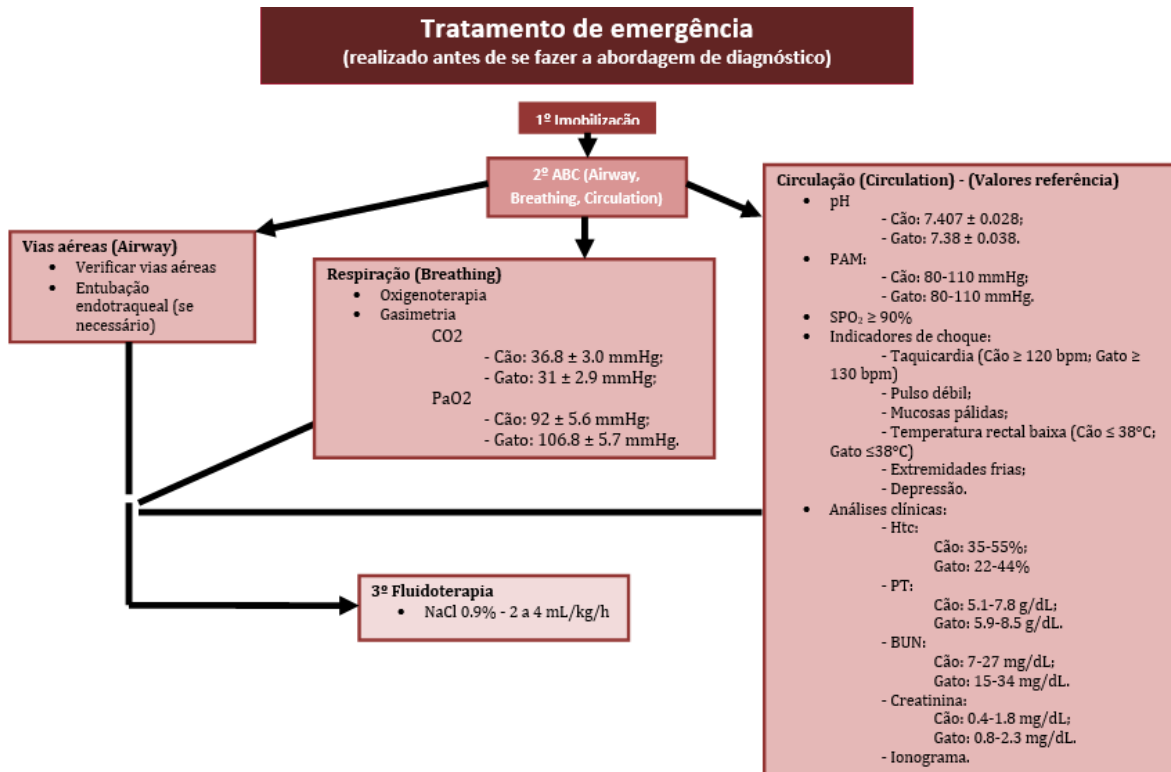 Tratamento de emergência
(realizado antes de se fazer a abordagem de diagnóstico)
1º Imobilização
2º ABC (Airway,
Breathing, Circulation)
Vias aéreas (Airway)
• Verificar vias aéreas
• Entubação
endotraqueal (se
necessário)
Respiração (Breathing)
• Oxigenoterapia
• Gasimetria
CO2
- Cão: 36.8 ± 3.0 mmHg;
- Gato: 31 ± 2.9 mmHg;
PaO2
- Cão: 92 ± 5.6 mmHg;
- Gato: 106.8 ± 5.7 mmHg.
Circulação (Circulation) - (Valores referência)
• pH
- Cão: 7.407 ± 0.028;
- Gato: 7.38 ± 0.038.
• PAM:
- Cão: 80-110 mmHg;
- Gato: 80-110 mmHg.
• SPO₂ ≥ 90%
• Indicadores de choque:
- Taquicardia (Cão ≥ 120 bpm; Gato ≥
130 bpm)
- Pulso débil;
- Mucosas pálidas;
- Temperatura rectal baixa (Cão ≤ 38°C;
Gato ≤38°C)
- Extremidades frias;
- Depressão.
• Análises clínicas:
- Htc:
Cão: 35-55%;
Gato: 22-44%
- PT:
Cão: 5.1-7.8 g/dL;
Gato: 5.9-8.5 g/dL.
- BUN:
Cão: 7-27 mg/dL;
Gato: 15-34 mg/dL.
- Creatinina:
Cão: 0.4-1.8 mg/dL;
Gato: 0.8-2.3 mg/dL.
- Ionograma.
3º Fluidoterapia
• NaCl 0.9% - 2 a 4 mL/kg/h